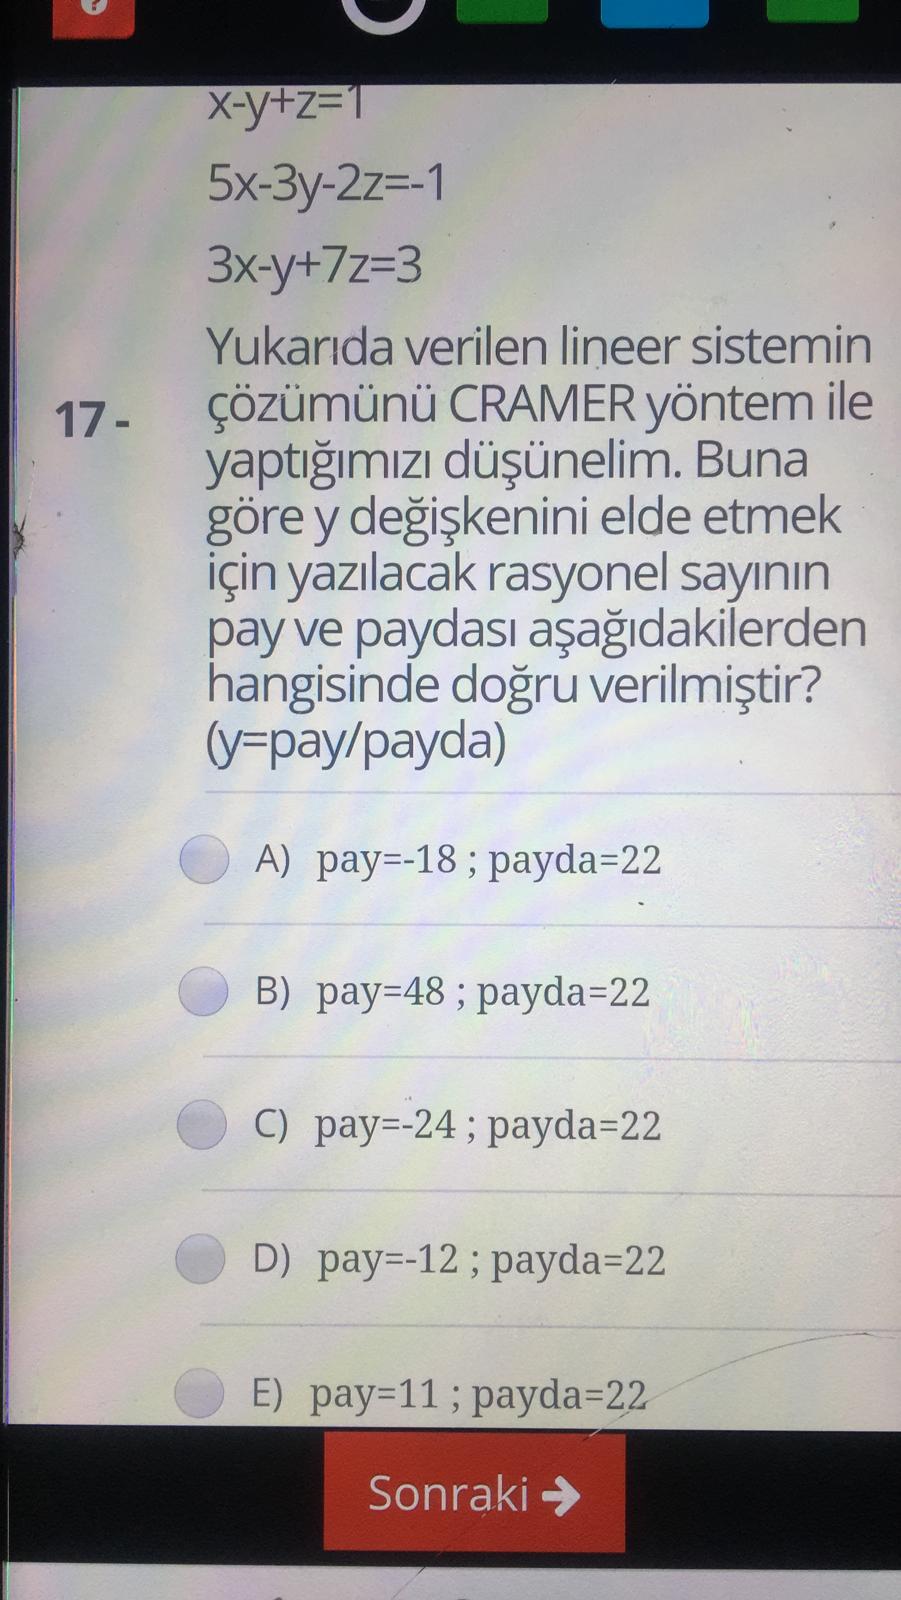 x-y+z=1
5x-3y-2z=-1
3x-y+7z=3
17-
Yukarıda verilen lineer sistemin
çözümünü CRAMER yöntem ile
yaptığımızı düşünelim. Buna
göre y değişkenini elde etmek
için yazılacak rasyonel sayının
pay ve paydası aşağıdakilerden
hangisinde doğru verilmiştir?
(y=pay/payda)
A) pay=-18 ; payda=22
B) pay=48 ; payda=22
C) pay=-24 ; payda=22
D) pay=-12 ; payda=22
E) pay=11 ; payda=22
Sonraki →